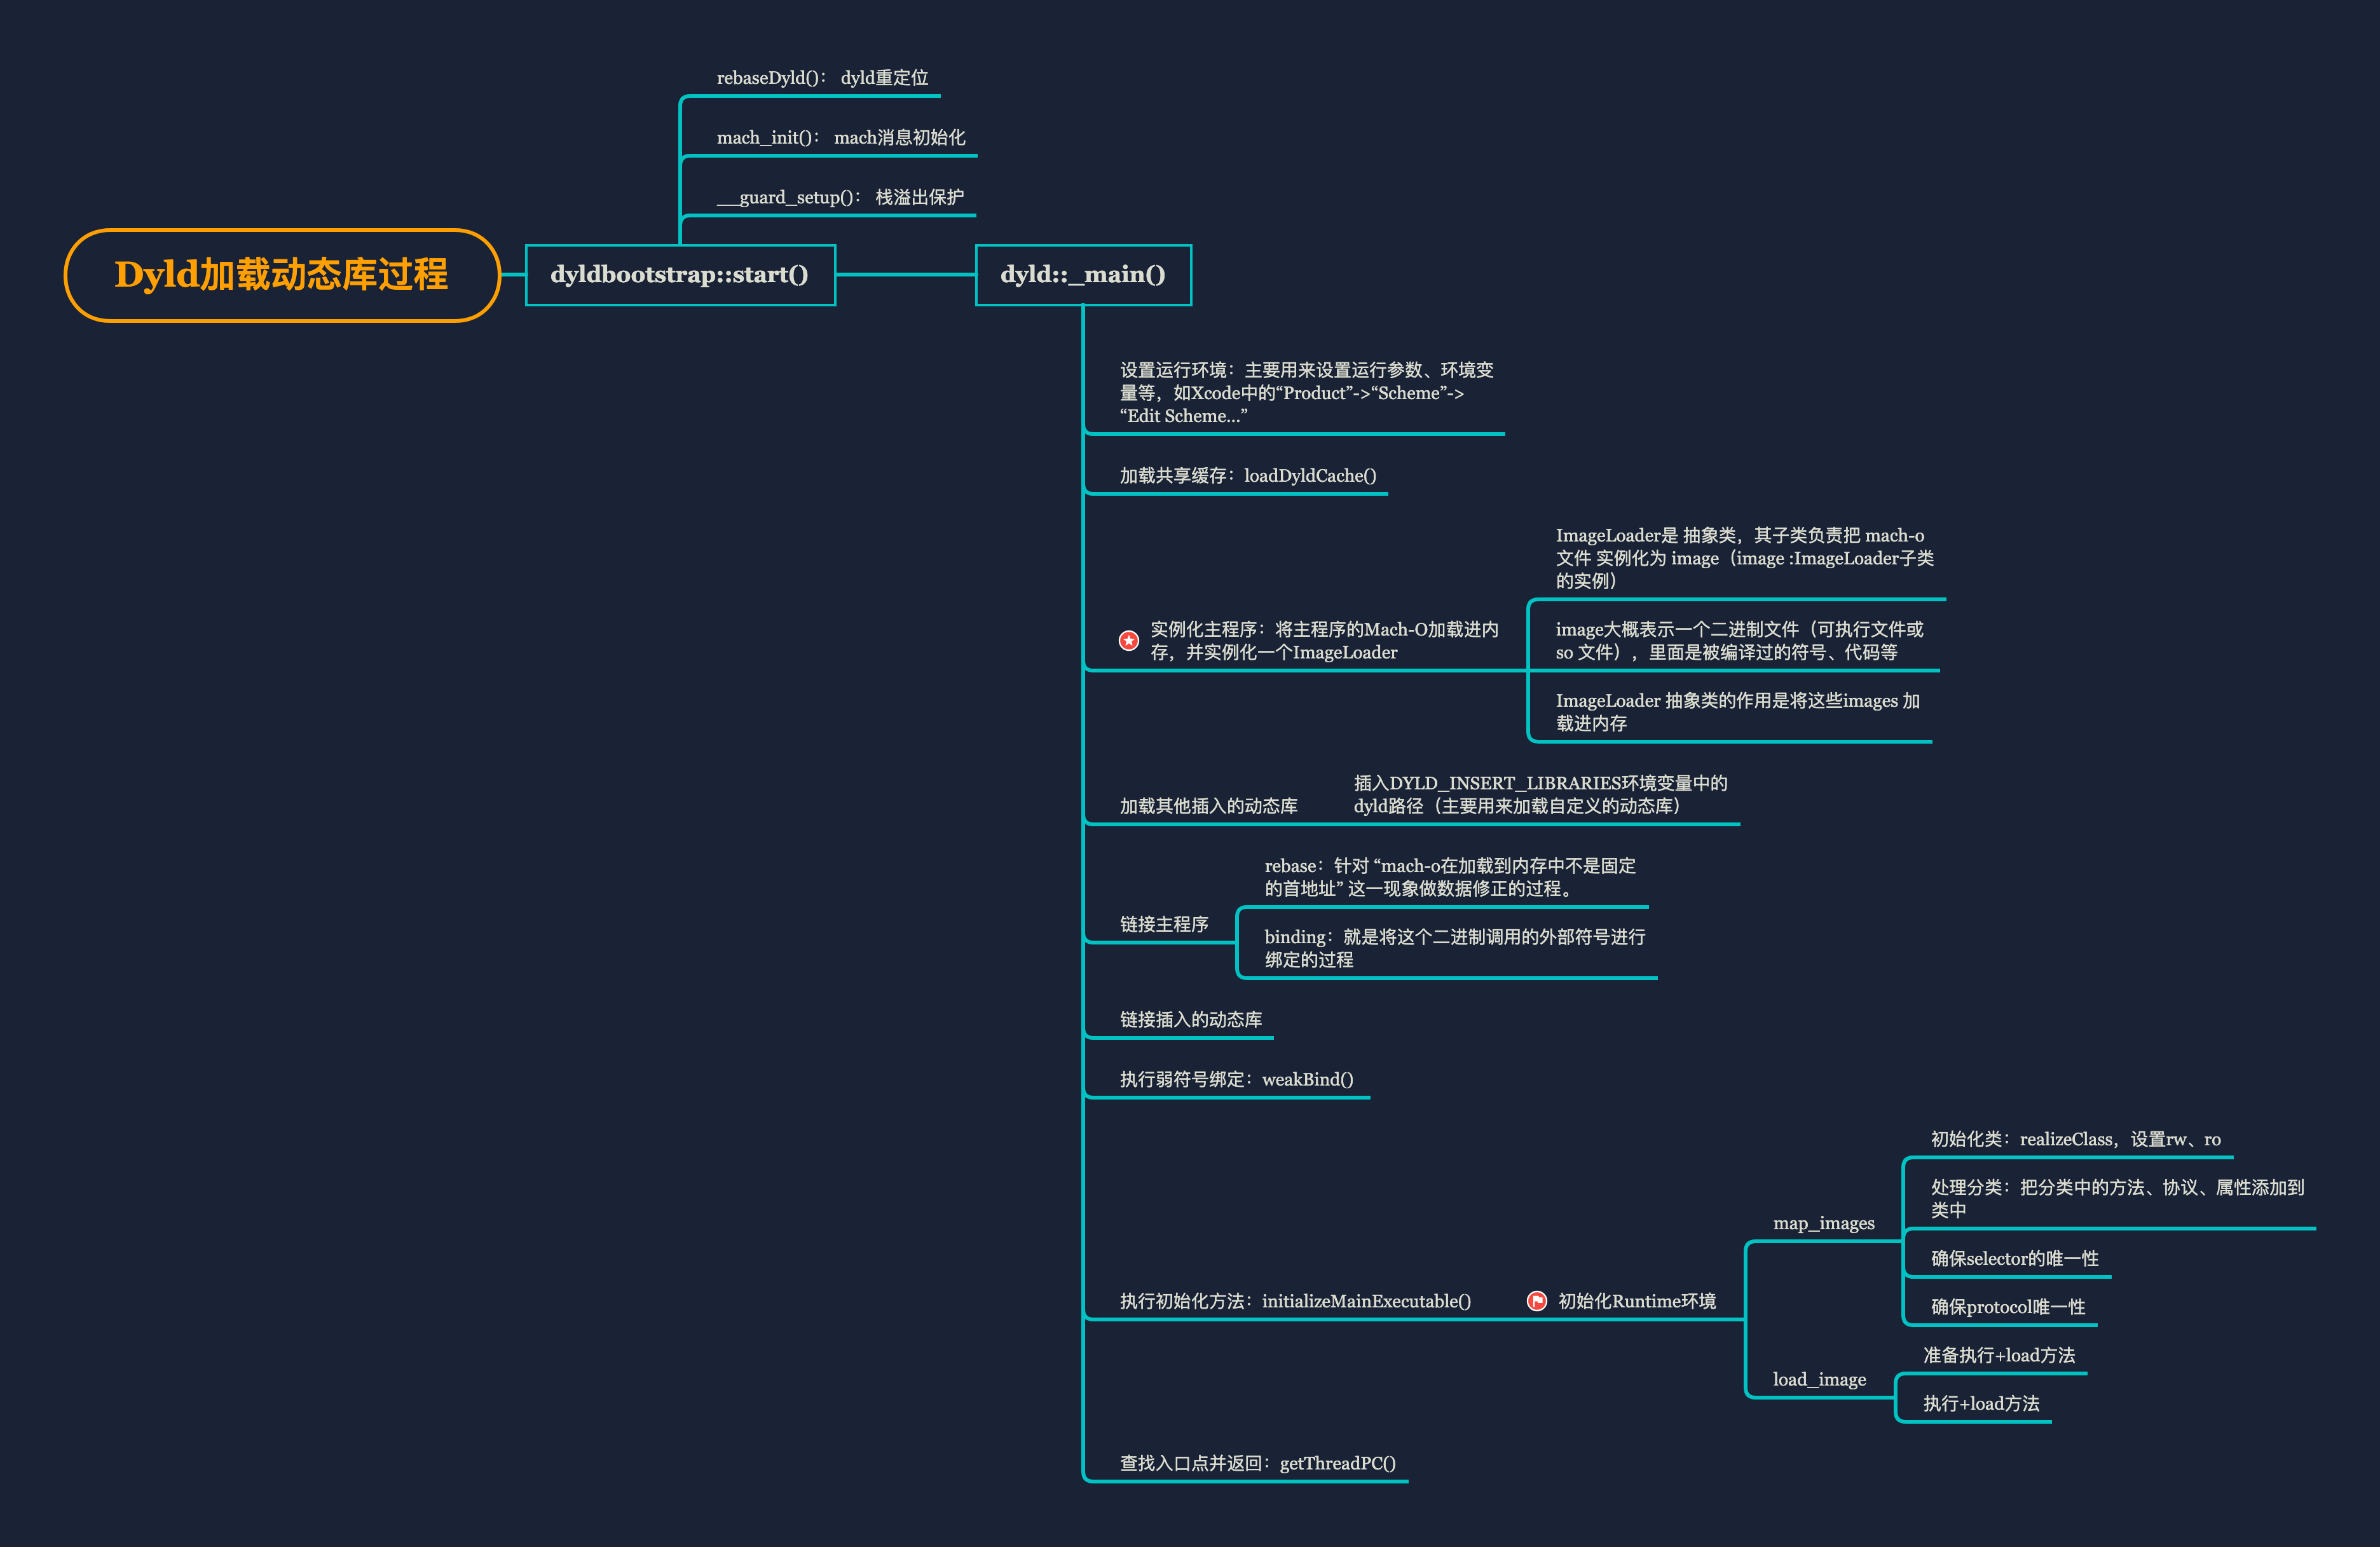 rebaseDyld()： dyld重定位
mach_init()： mach消息初始化
__guard_setup()： 栈溢出保护
Dyld加载动态库过程
dyldbootstrap::start()
dyld::_main()
设置运行环境：主要用来设置运行参数、环境变
量等，如Xcode中的“Product”->“Scheme”->
“Edit Scheme...”
加载共享缓存：loadDyldCache()
实例化主程序：将主程序的Mach-O加载进内
存，并实例化一个ImageLoader
ImageLoader是 抽象类，其子类负责把 mach-o
文件 实例化为 image（image :ImageLoader子类
的实例）
image大概表示一个二进制文件（可执行文件或
so 文件），里面是被编译过的符号、代码等
ImageLoader 抽象类的作用是将这些images 加
载进内存
加载其他插入的动态库
插入DYLD_INSERT_LIBRARIES环境变量中的
dyld路径（主要用来加载自定义的动态库）
链接主程序
rebase：针对 “mach-o在加载到内存中不是固定
的首地址” 这一现象做数据修正的过程。
binding：就是将这个二进制调用的外部符号进行
绑定的过程
链接插入的动态库
执行弱符号绑定：weakBind()
执行初始化方法：initializeMainExecutable()
初始化Runtime环境
map_images
初始化类：realizeClass，设置rw、ro
处理分类：把分类中的方法、协议、属性添加到
类中
确保selector的唯一性
确保protocol唯一性
load_image
准备执行+load方法
执行+load方法
查找入口点并返回：getThreadPC()